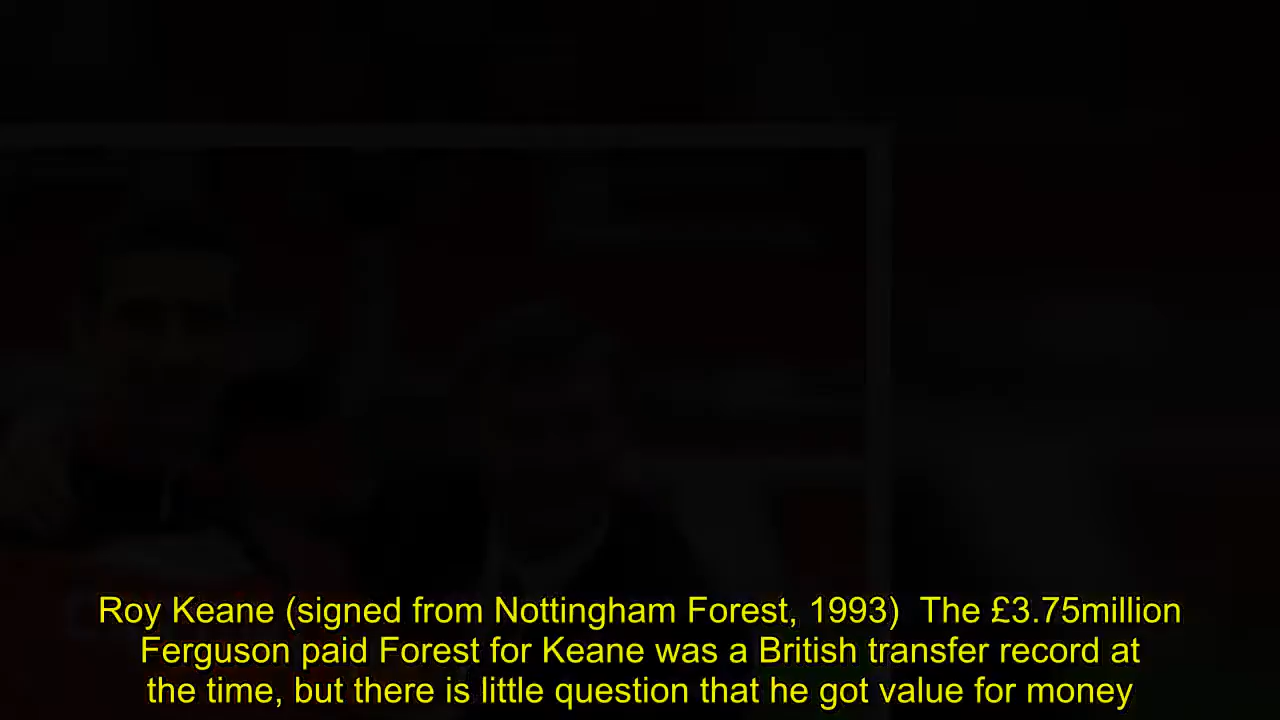 Roy Keane (signed from Nottingham Forest, 1993)  The £3.75million
Ferguson paid Forest for Keane was a British transfer record at
the time, but there is little question that he got value for money